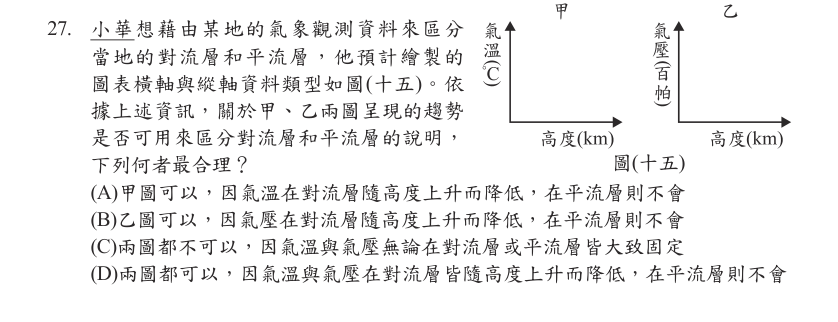 27. 小華想藉由某地的氣象觀測資料來區分
當地的對流層和平流層，他預計繪製的
圖表橫軸與縱軸資料類型如圖(十五)。依
據上述資訊，關於甲、乙兩圖呈現的趨勢
是否可用來區分對流層和平流層的說明，
下列何者最合理？
甲
氣溫(℃)
高度(km)
乙
氣壓(百帕)
高度(km)
圖(十五)
(A)甲圖可以，因氣溫在對流層隨高度上升而降低，在平流層則不會
(B)乙圖可以，因氣壓在對流層隨高度上升而降低，在平流層則不會
(C)兩圖都不可以，因氣溫與氣壓無論在對流層或平流層皆大致固定
(D)兩圖都可以，因氣溫與氣壓在對流層皆隨高度上升而降低，在平流層則不會